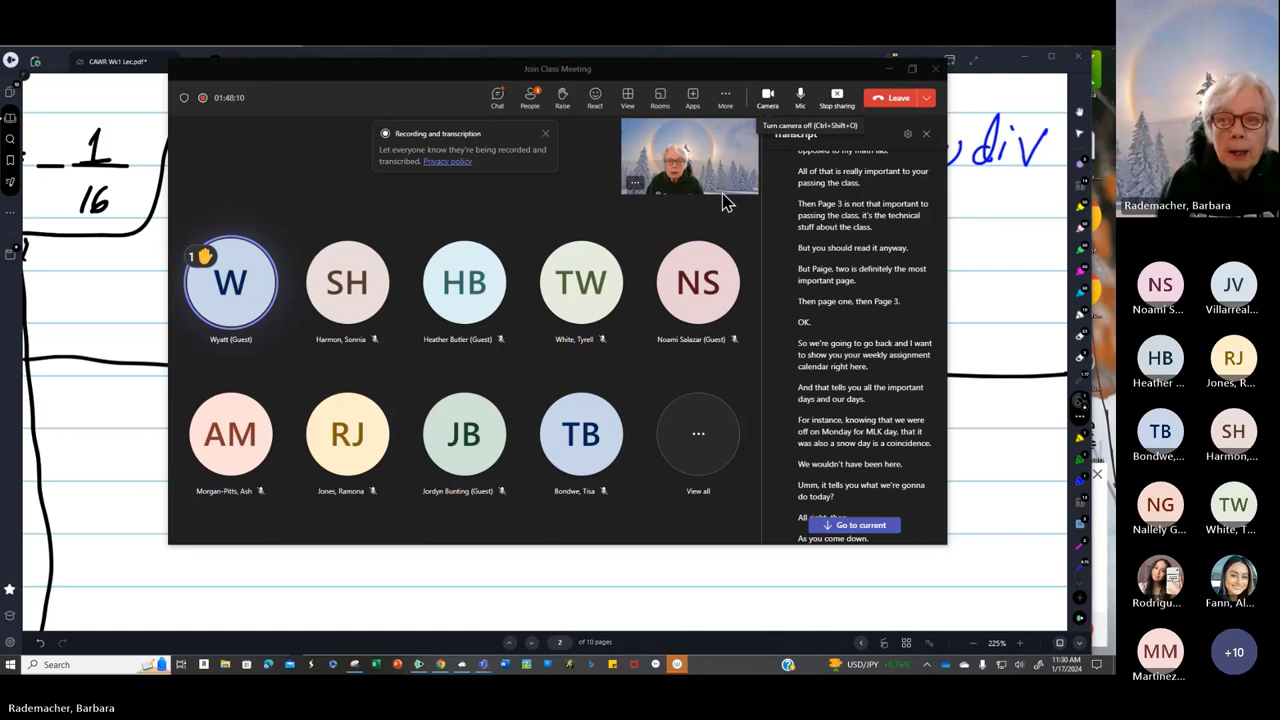 CAWR Wk1 Lec.pdf*
Join Class Meeting
01:48:10
Chat
People
1
Raise
React
View
Rooms
Apps
More
Camera
Mic
Stop sharing
Leave
Turn camera off (Ctrl+Shift+O)
Recording and transcription
Let everyone know they're being recorded and
transcribed. Privacy policy
Transcript
opposed to my math lab.
All of that is really important to your
passing the class.
Then Page 3 is not that important to
passing the class, it's the technical
stuff about the class.
But you should read it anyway.
But Paige, two is definitely the most
important page.
Then page one, then Page 3.
OK.
So we're going to go back and I want
to show you your weekly assignment
calendar right here.
And that tells you all the important
days and our days.
For instance, knowing that we were
off on Monday for MLK day, that it
was also a snow day is a coincidence.
We wouldn't have been here.
Umm, it tells you what we're gonna
do today?
All right, then
As you come down.
Go to current
1
W
Wyatt (Guest)
SH
Harmon, Sonnia
HB
Heather Butler (Guest)
TW
White, Tyrell
NS
Noami Salazar (Guest)
AM
Morgan-Pitts, Ash
RJ
Jones, Ramona
JB
Jordyn Bunting (Guest)
TB
Bondwe, Tisa
...
View all
- 1
16
div
2 of 10 pages
225%
Search
USD/JPY +0.76%
11:30 AM
1/17/2024
Rademacher, Barbara
NS
Noami S...
JV
Villarreal...
HB
Heather ...
RJ
Jones, R...
TB
Bondwe,...
SH
Harmon,...
NG
Nallely G...
TW
White, T...
Rodrigu...
Fann, Al...
MM
Martinez...
+10
Rademacher, Barbara